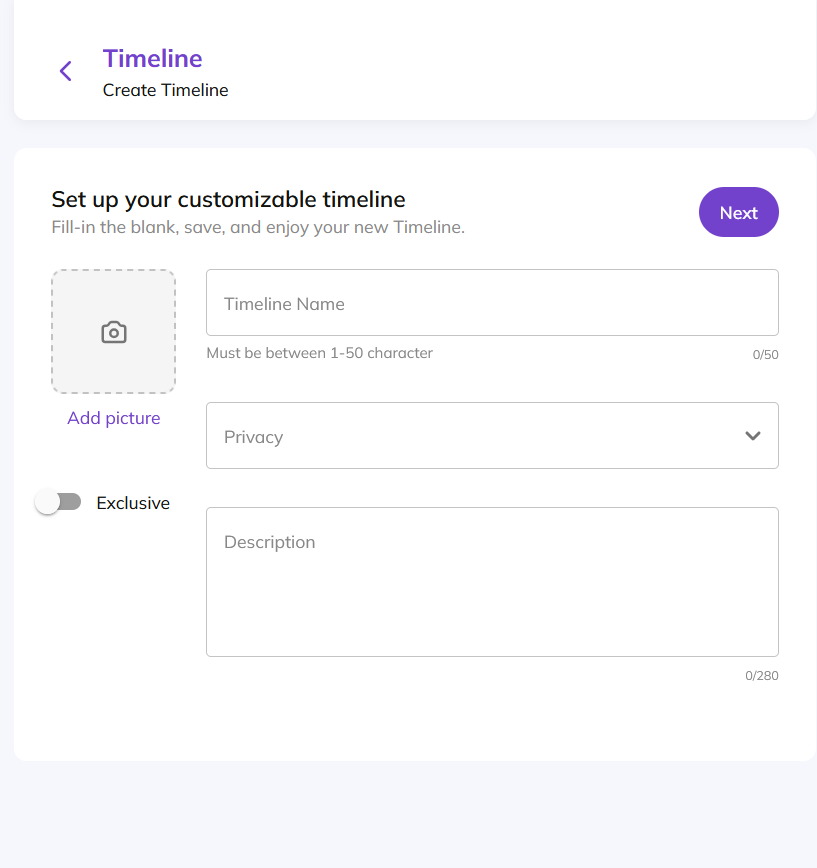 Timeline
Create Timeline
Set up your customizable timeline
Fill-in the blank, save, and enjoy your new Timeline.
Next
Timeline Name
Must be between 1-50 character
0/50
Add picture
Privacy
Exclusive
Description
0/280